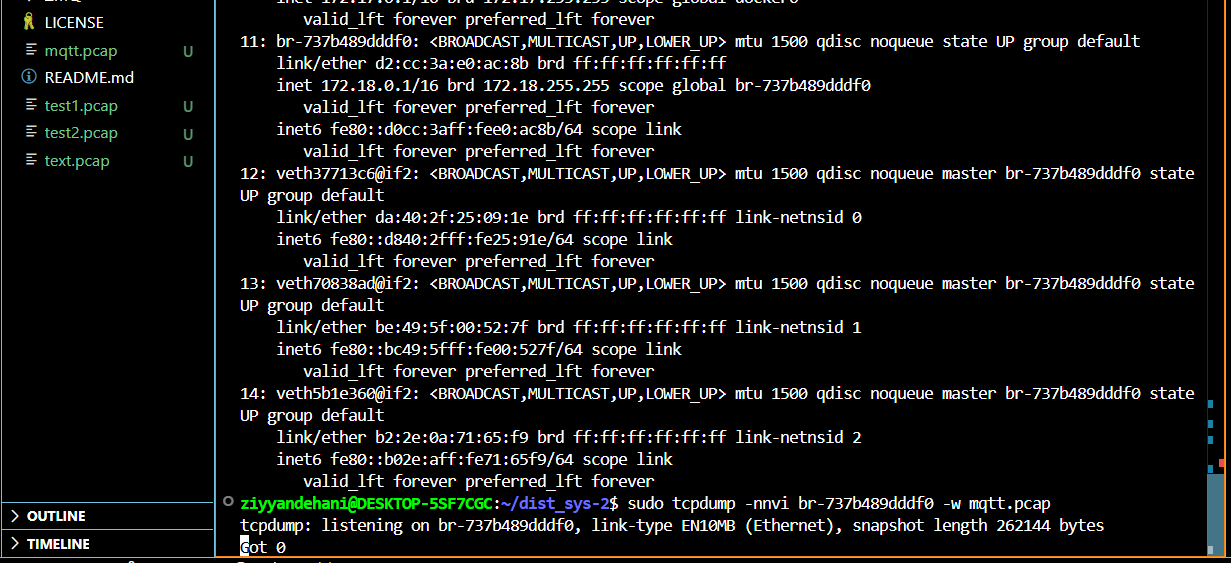 LICENSE
mqtt.pcap U
README.md
test1.pcap U
test2.pcap U
text.pcap U
OUTLINE
TIMELINE
valid_lft forever preferred_lft forever
11: br-737b489dddf0: <BROADCAST,MULTICAST,UP,LOWER_UP> mtu 1500 qdisc noqueue state UP group default
link/ether d2:cc:3a:e0:ac:8b brd ff:ff:ff:ff:ff:ff
inet 172.18.0.1/16 brd 172.18.255.255 scope global br-737b489dddf0
valid_lft forever preferred_lft forever
inet6 fe80::d0cc:3aff:fee0:ac8b/64 scope link
valid_lft forever preferred_lft forever
12: veth37713c6@if2: <BROADCAST,MULTICAST,UP,LOWER_UP> mtu 1500 qdisc noqueue master br-737b489dddf0 state
UP group default
link/ether da:40:2f:25:09:1e brd ff:ff:ff:ff:ff:ff link-netnsid 0
inet6 fe80::d840:2fff:fe25:91e/64 scope link
valid_lft forever preferred_lft forever
13: veth70838ad@if2: <BROADCAST,MULTICAST,UP,LOWER_UP> mtu 1500 qdisc noqueue master br-737b489dddf0 state
UP group default
link/ether be:49:5f:00:52:7f brd ff:ff:ff:ff:ff:ff link-netnsid 1
inet6 fe80::bc49:5fff:fe00:527f/64 scope link
valid_lft forever preferred_lft forever
14: veth5b1e360@if2: <BROADCAST,MULTICAST,UP,LOWER_UP> mtu 1500 qdisc noqueue master br-737b489dddf0 state
UP group default
link/ether b2:2e:0a:71:65:f9 brd ff:ff:ff:ff:ff:ff link-netnsid 2
inet6 fe80::b02e:aff:fe71:65f9/64 scope link
valid_lft forever preferred_lft forever
ziyyandehani@DESKTOP-5SF7CGC:~/dist_sys-2$ sudo tcpdump -nnvi br-737b489dddf0 -w mqtt.pcap
tcpdump: listening on br-737b489dddf0, link-type EN10MB (Ethernet), snapshot length 262144 bytes
Got 0